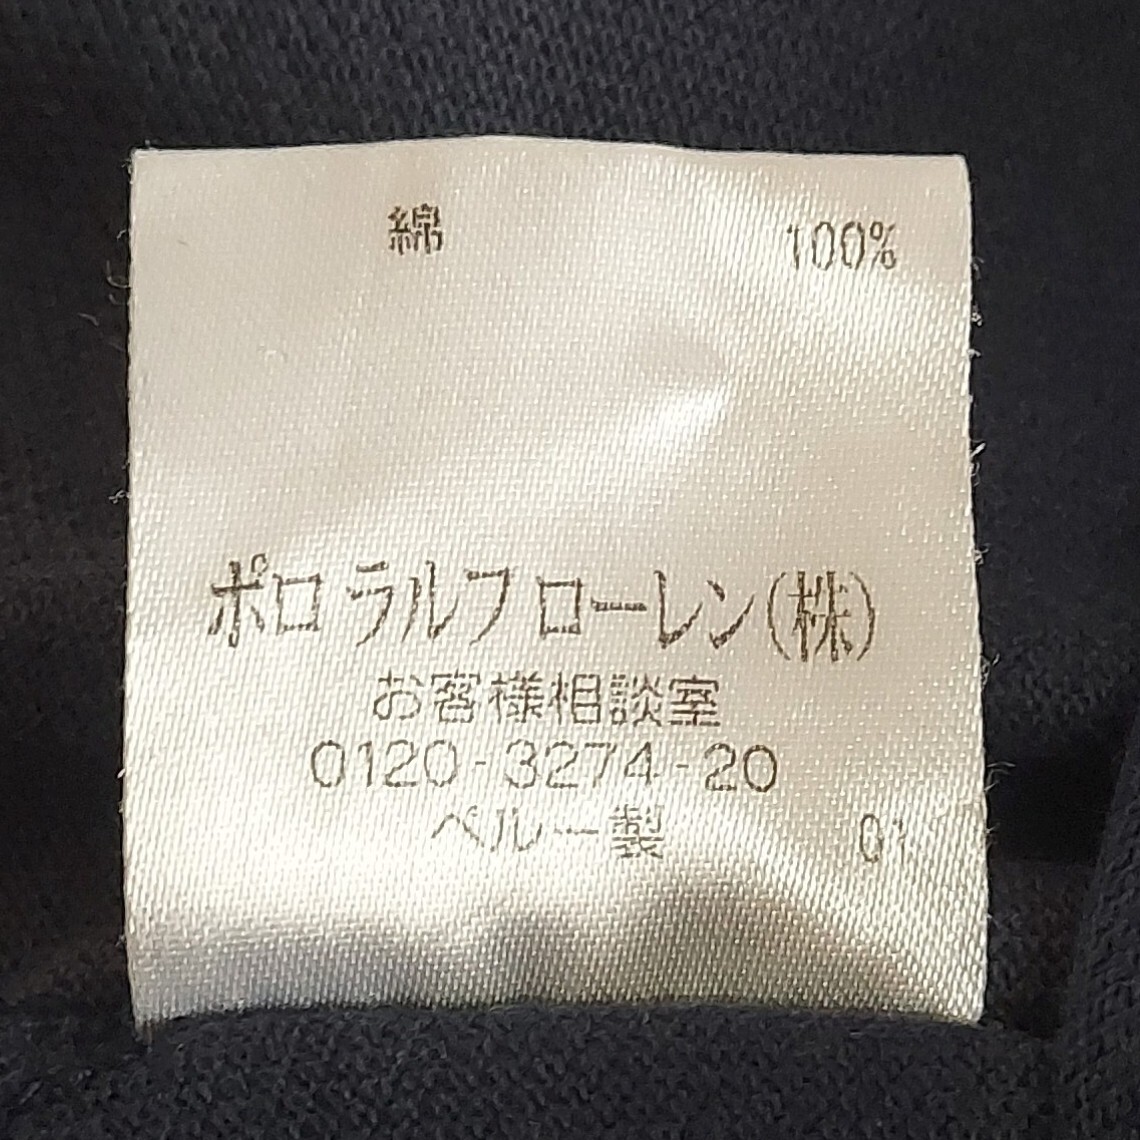 綿 100%
ポロ ラルフ ローレン(株)
お客様相談室
0120-3274-20
ペルー製 01